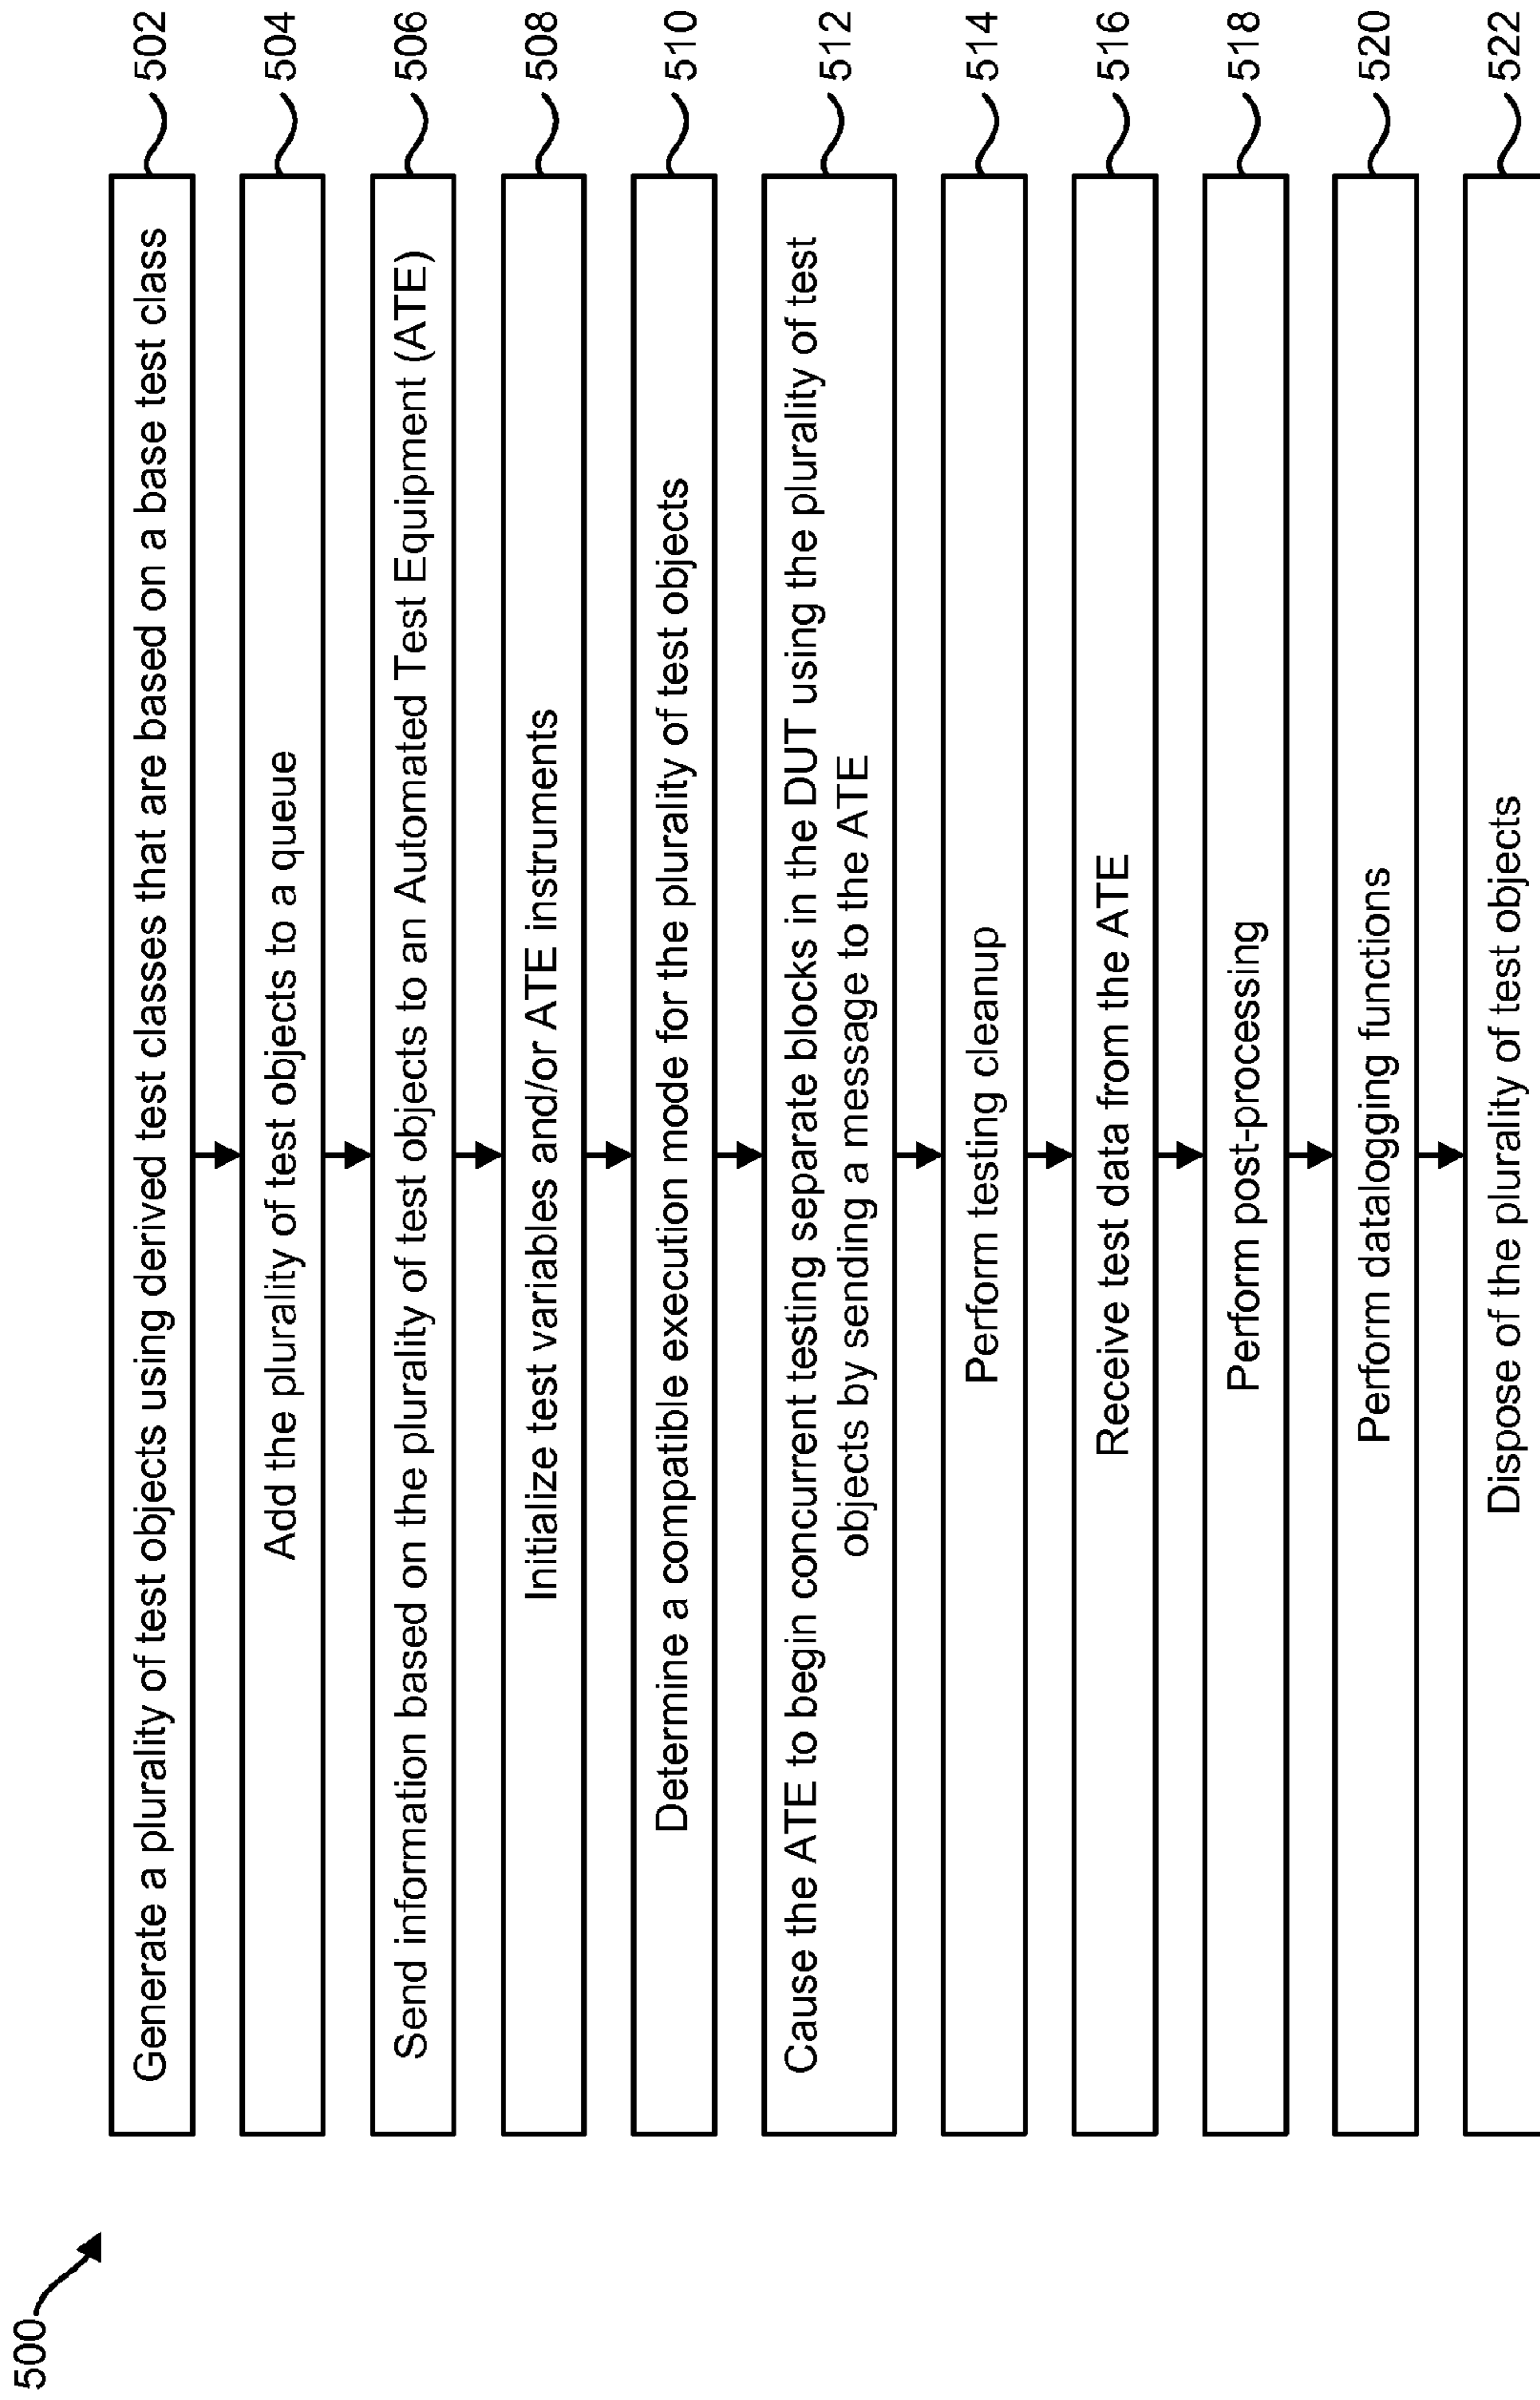 500
Generate a plurality of test objects using derived test classes that are based on a base test class
502
Add the plurality of test objects to a queue
504
Send information based on the plurality of test objects to an Automated Test Equipment (ATE)
506
Initialize test variables and/or ATE instruments
508
Determine a compatible execution mode for the plurality of test objects
510
Cause the ATE to begin concurrent testing separate blocks in the DUT using the plurality of test
objects by sending a message to the ATE
512
Perform testing cleanup
514
Receive test data from the ATE
516
Perform post-processing
518
Perform datalogging functions
520
Dispose of the plurality of test objects
522